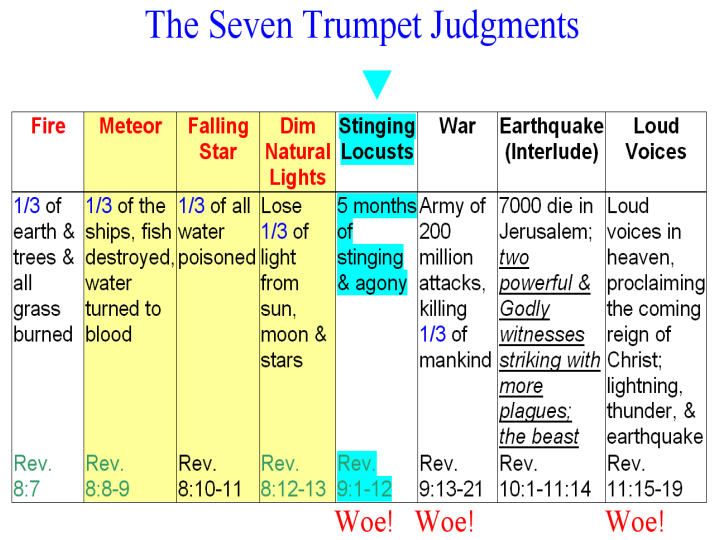 The Seven Trumpet Judgments
Fire
Meteor
Falling
Star
Dim
Natural
Lights
Stinging
Locusts
War
Earthquake
(Interlude)
Loud
Voices
1/3 of
earth &
trees &
all
grass
burned
1/3 of the
ships, fish
destroyed,
water
turned to
blood
1/3 of all
water
poisoned
Lose
1/3 of
light
from
sun,
moon &
stars
5 months
of
stinging
& agony
Army of
200
million
attacks,
killing
1/3 of
mankind
7000 die in
Jerusalem;
two
powerful &
Godly
witnesses
striking with
more
plagues;
the beast
Loud
voices in
heaven,
proclaiming
the coming
reign of
Christ;
lightning,
thunder, &
earthquake
Rev.
8:7
Rev.
8:8-9
Rev.
8:10-11
Rev.
8:12-13
Rev.
9:1-12
Rev.
9:13-21
Rev.
10:1-11:14
Rev.
11:15-19
Woe!
Woe!
Woe!